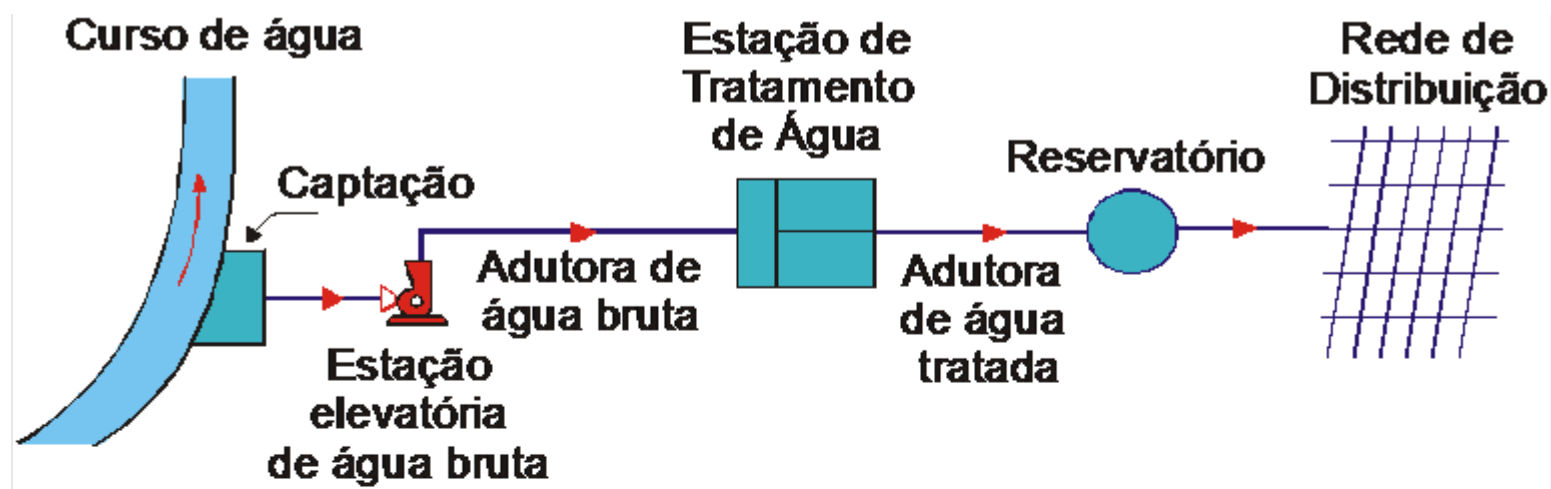 Curso de água
Captação
Estação
elevatória
de água bruta
Adutora de
água bruta
Estação de
Tratamento
de Água
Adutora
de água
tratada
Reservatório
Rede de
Distribuição